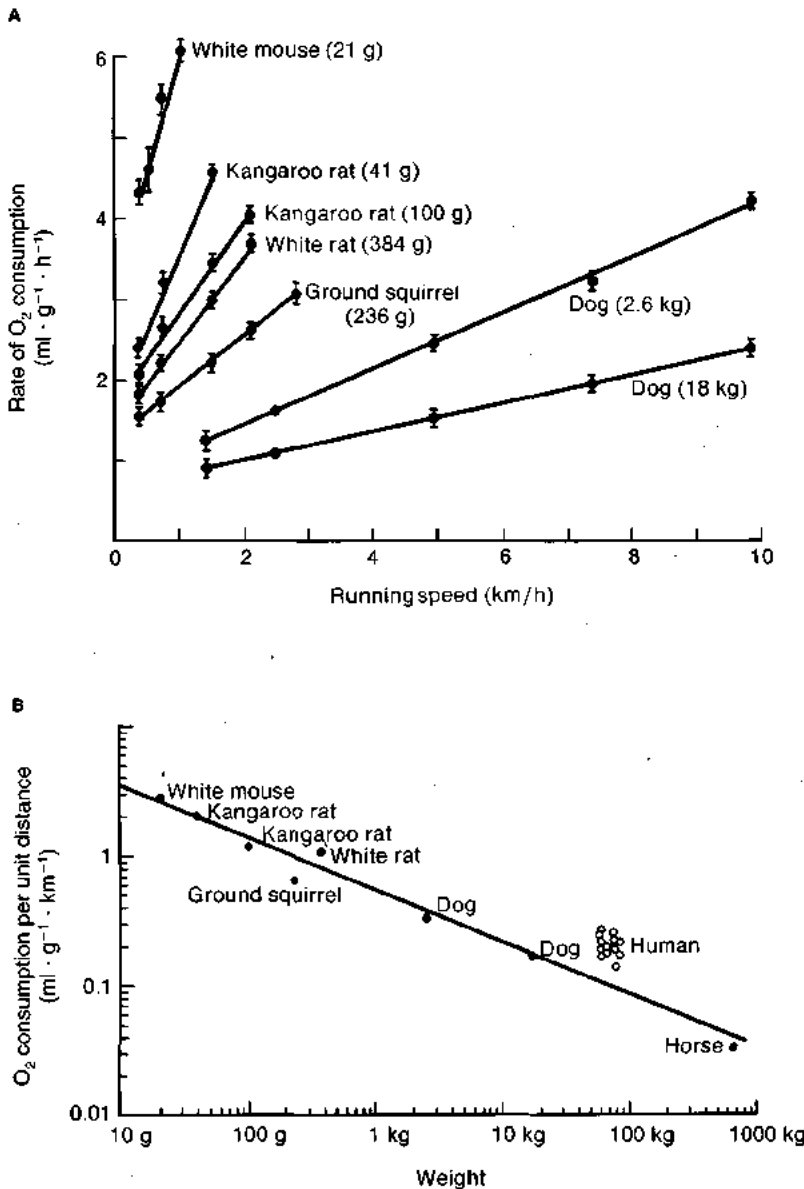 A
Rate of O₂ consumption
(ml · g⁻¹ · h⁻¹)
6
4
2
0
White mouse (21 g)
Kangaroo rat (41 g)
Kangaroo rat (100 g)
White rat (384 g)
Ground squirrel
(236 g)
Dog (2.6 kg)
Dog (18 kg)
0 2 4 6 8 10
Running speed (km/h)
B
O₂ consumption per unit distance
(ml · g⁻¹ · km⁻¹)
1
0.1
0.01
White mouse
Kangaroo rat
Kangaroo rat
White rat
Ground squirrel
Dog
Dog
Human
Horse
10 g 100 g 1 kg 10 kg 100 kg 1000 kg
Weight